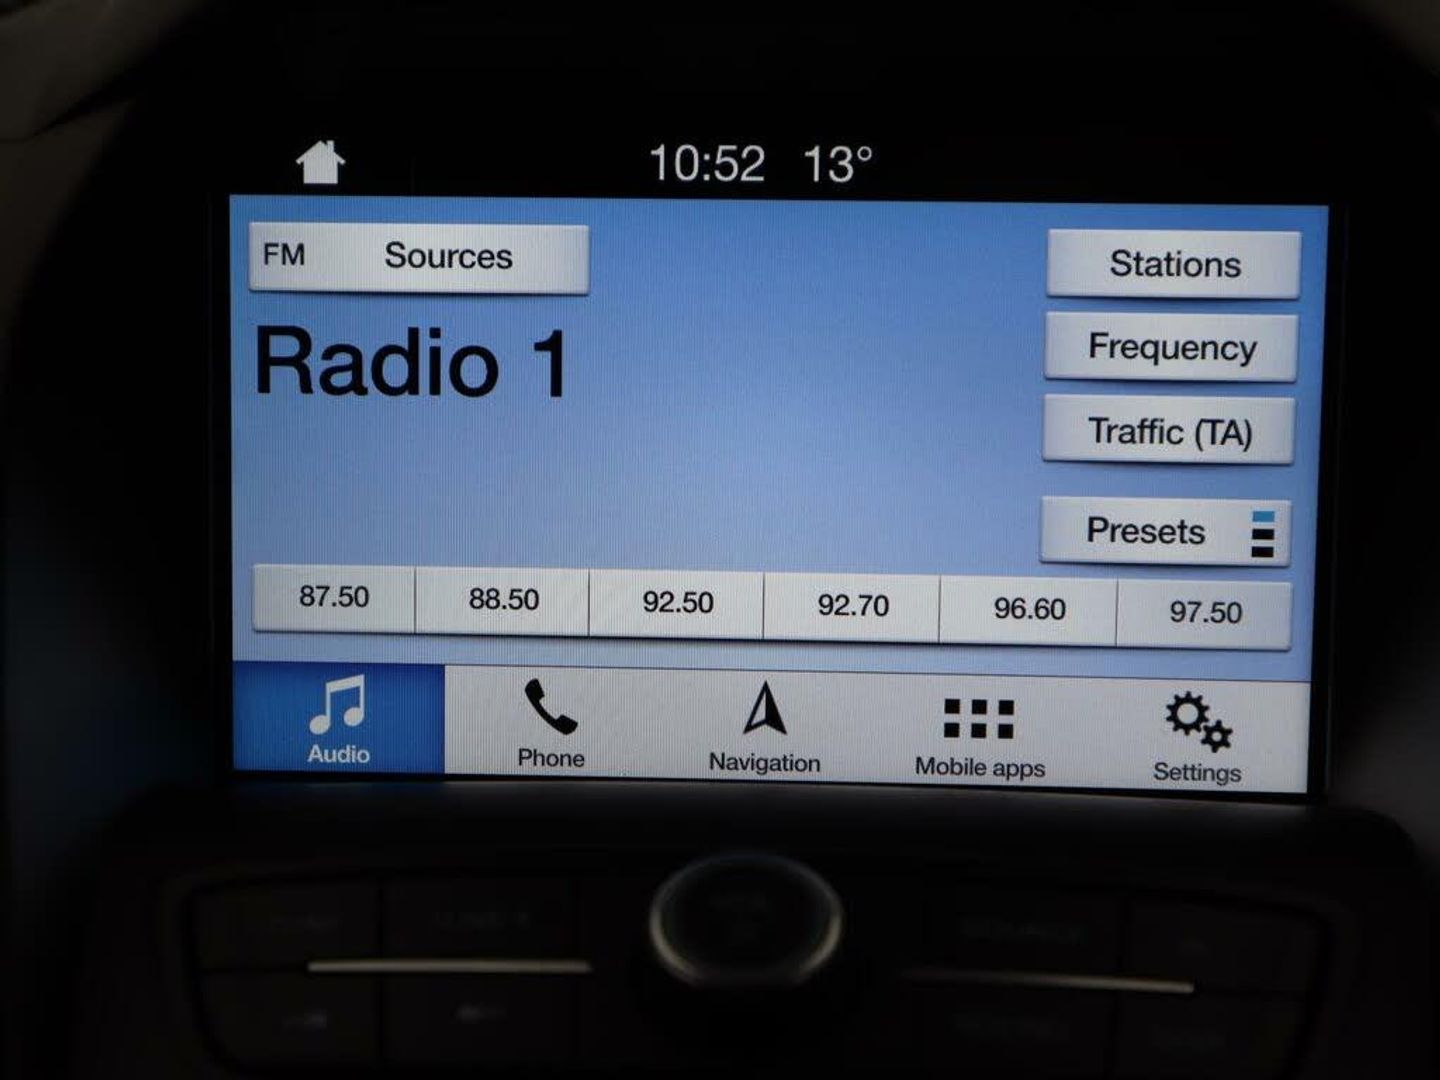 10:52 13°
FM Sources
Stations
Radio 1
Frequency
Traffic (TA)
Presets
87.50 88.50 92.50 92.70 96.60 97.50
Audio Phone Navigation Mobile apps Settings